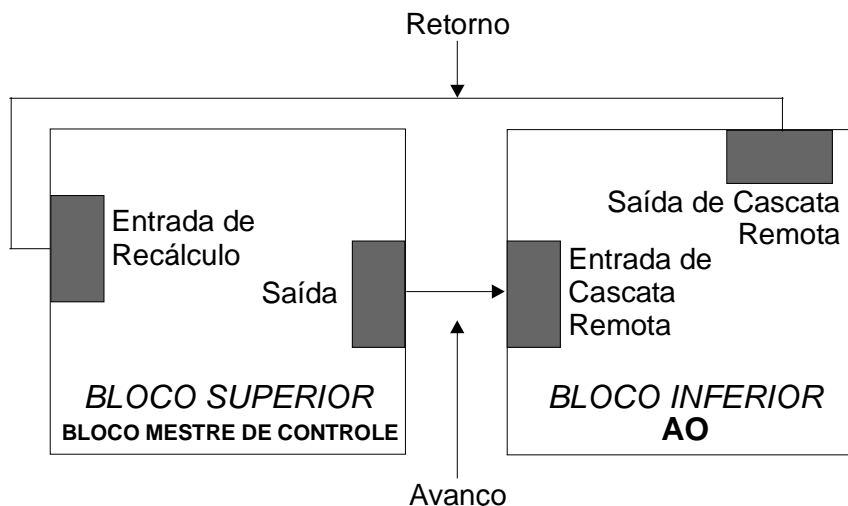 Retorno
Entrada de
Recálculo
Saída
BLOCO SUPERIOR
BLOCO MESTRE DE CONTROLE
Saída de Cascata
Remota
Entrada de
Cascata
Remota
BLOCO INFERIOR
AO
Avanco